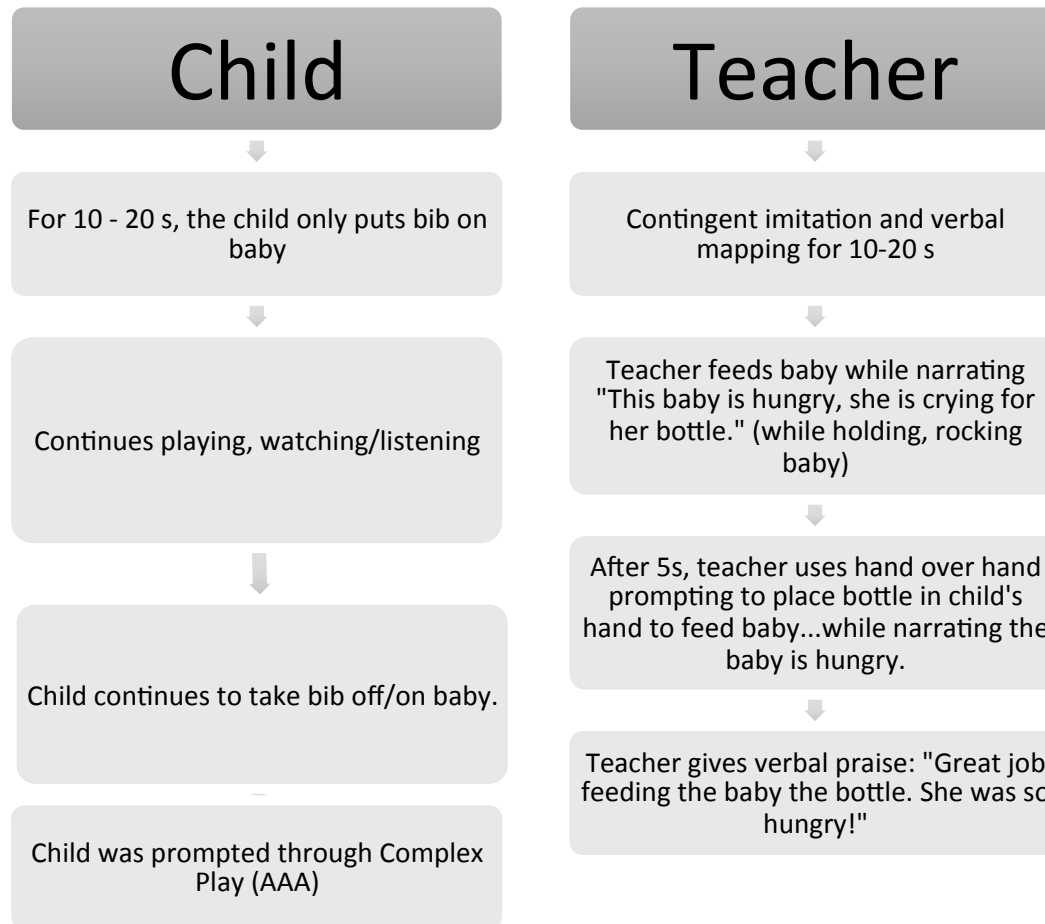 Child
For 10 - 20 s, the child only puts bib on
baby
Continues playing, watching/listening
Child continues to take bib off/on baby.
Child was prompted through Complex
Play (AAA)
Teacher
Contingent imitation and verbal
mapping for 10-20 s
Teacher feeds baby while narrating
"This baby is hungry, she is crying for
her bottle." (while holding, rocking
baby)
After 5s, teacher uses hand over hand
prompting to place bottle in child's
hand to feed baby...while narrating the
baby is hungry.
Teacher gives verbal praise: "Great job
feeding the baby the bottle. She was so
hungry!"